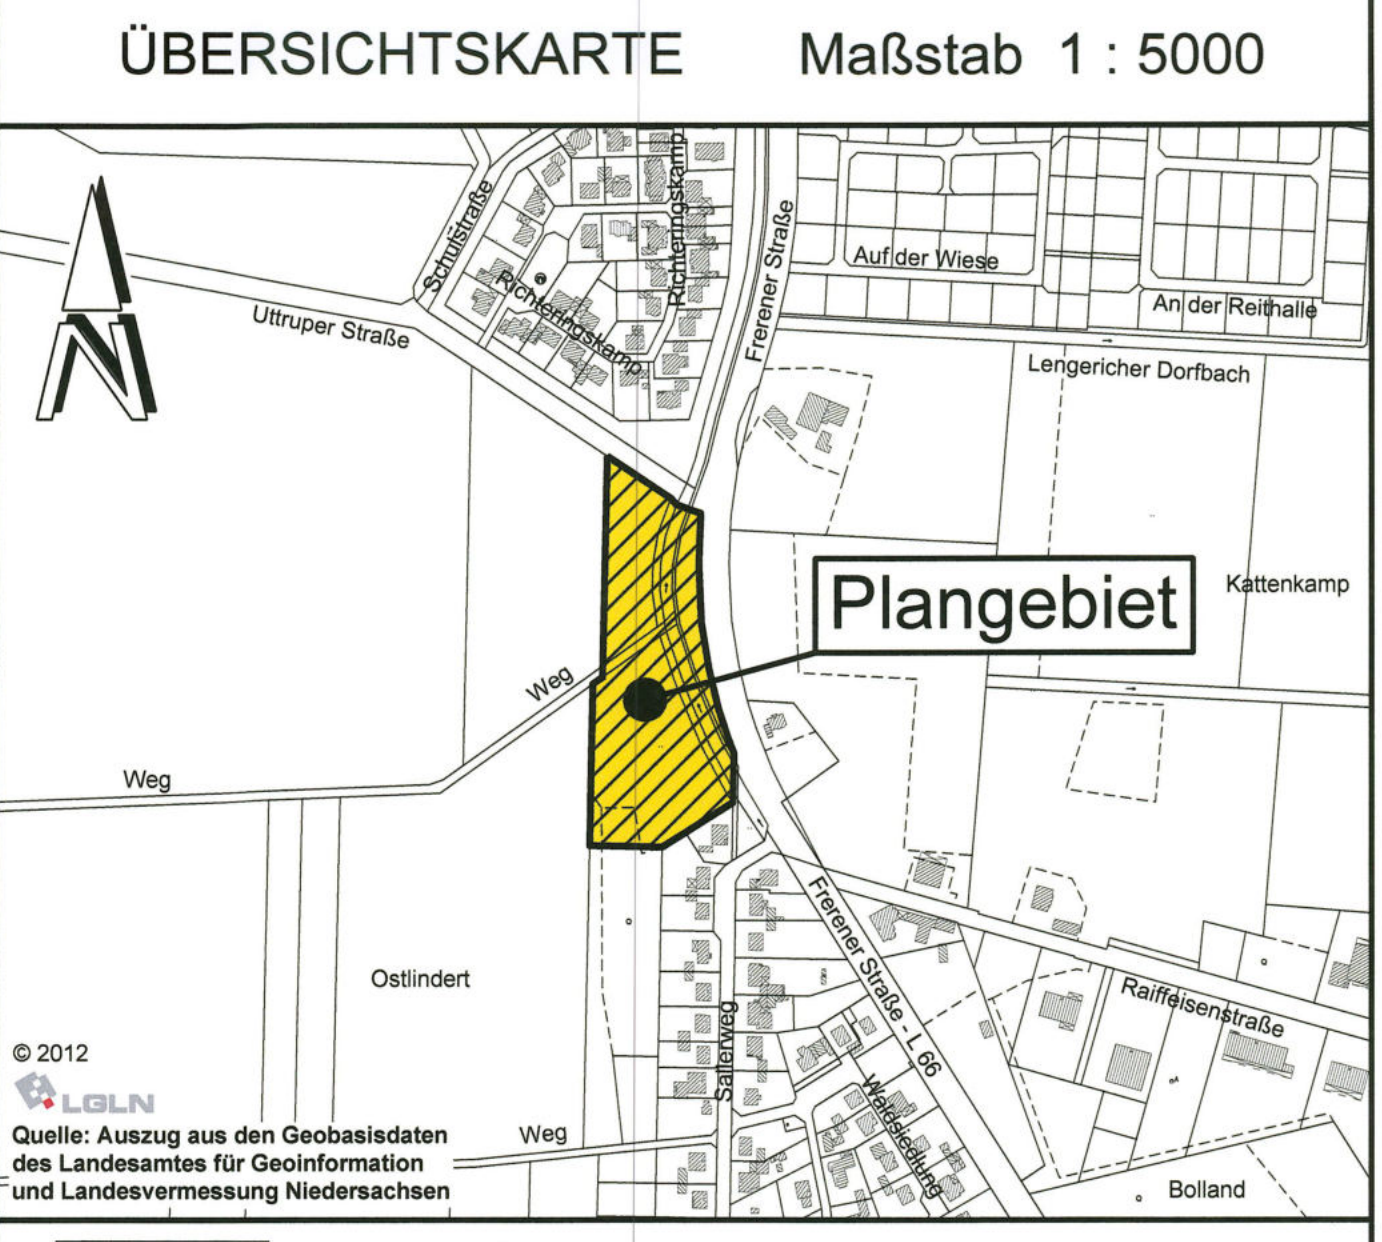 ÜBERSICHTSKARTE Maßstab 1 : 5000
Schulstraße
Richteringskamp
Frerener Straße
Auf der Wiese
An der Reithalle
Richteringskamp
Uttruper Straße
Lengericher Dorfbach
N
Plangebiet
Kattenkamp
Weg
Weg
Ostlindert
Frerener Straße - L 66
Raiffeisenstraße
Sallerweg
Waldsiedlung
© 2012
LGLN
Quelle: Auszug aus den Geobasisdaten
des Landesamtes für Geoinformation
und Landesvermessung Niedersachsen
Weg
Bolland